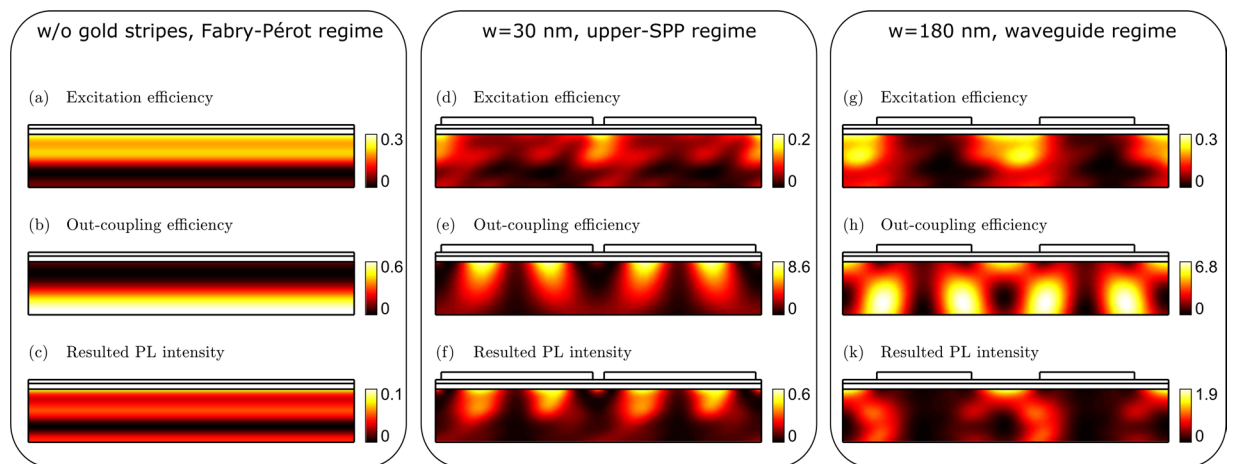 w/o gold stripes, Fabry-Pérot regime
(a) Excitation efficiency
0.3
0
(b) Out-coupling efficiency
0.6
0
(c) Resulted PL intensity
0.1
0
w=30 nm, upper-SPP regime
(d) Excitation efficiency
0.2
0
(e) Out-coupling efficiency
8.6
0
(f) Resulted PL intensity
0.6
0
w=180 nm, waveguide regime
(g) Excitation efficiency
0.3
0
(h) Out-coupling efficiency
6.8
0
(k) Resulted PL intensity
1.9
0